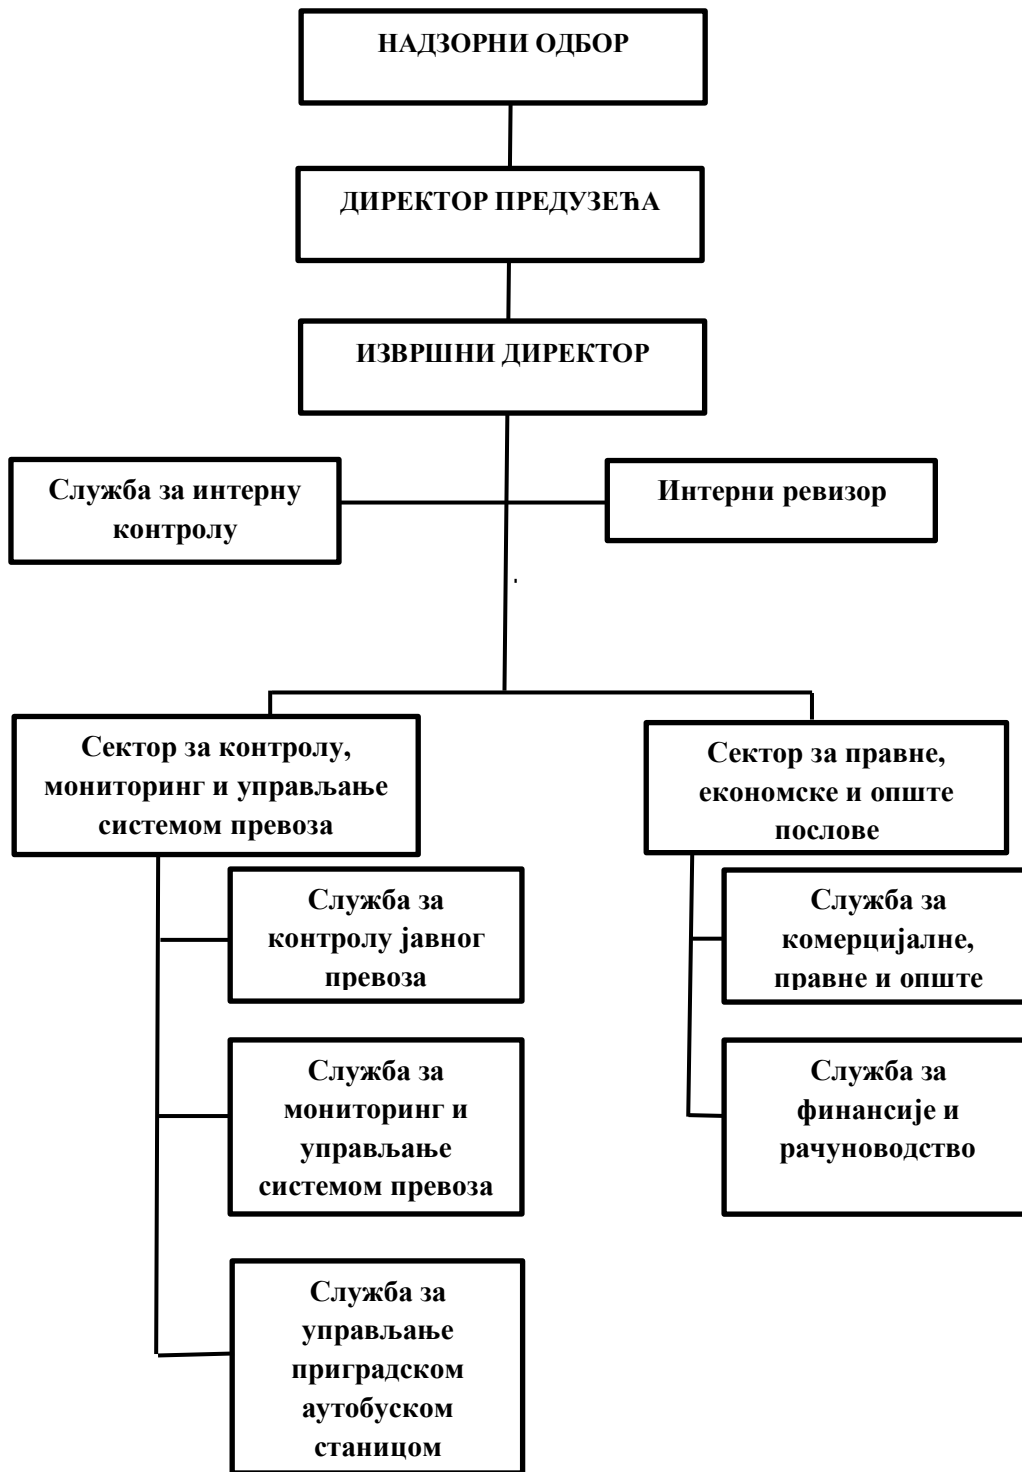 НАДЗОРНИ ОДБОР
ДИРЕКТОР ПРЕДУЗЕЋА
ИЗВРШНИ ДИРЕКТОР
Служба за интерну
контролу
Интерни ревизор
Сектор за контролу,
мониторинг и управљање
системом превоза
Сектор за правне,
економске и опште
послове
Служба за
контролу јавног
превоза
Служба за
комерцијалне,
правне и опште
Служба за
мониторинг и
управљање
системом превоза
Служба за
финансије и
рачуноводство
Служба за
управљање
приградском
аутобуском
станицом